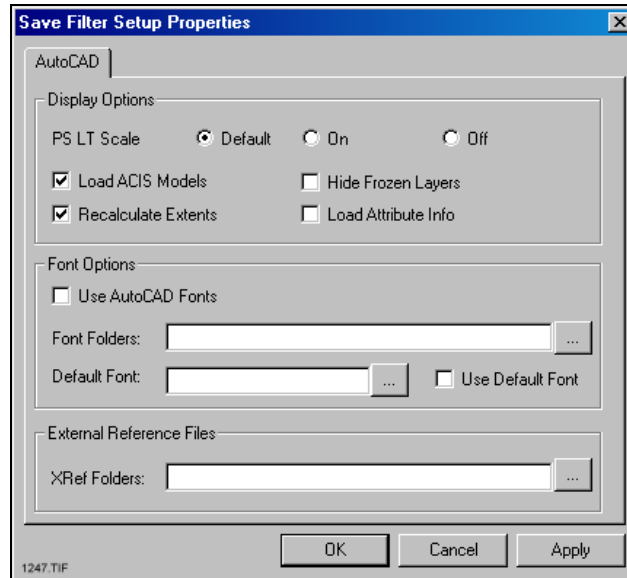 Save Filter Setup Properties
AutoCAD
Display Options
PS LT Scale Default On Off
Load ACIS Models Hide Frozen Layers
Recalculate Extents Load Attribute Info
Font Options
Use AutoCAD Fonts
Font Folders: ...
Default Font: ... Use Default Font
External Reference Files
XRef Folders: ...
OK Cancel Apply
1247.TIF